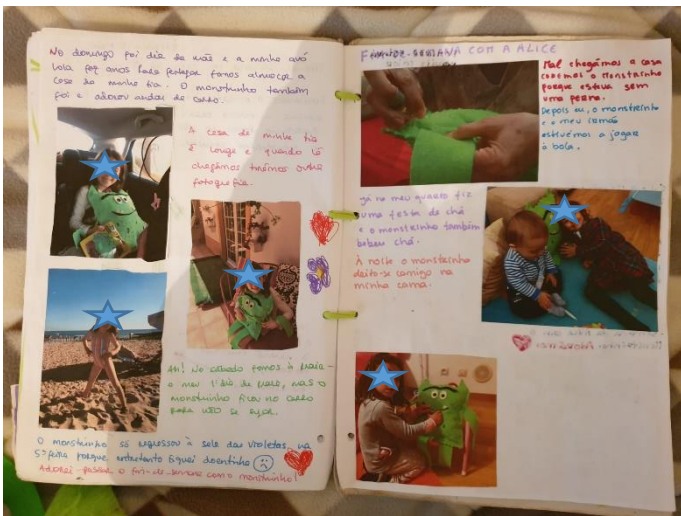 No domingo foi dia da mãe e a minha avó
Lola fez anos. Para festejar fomos almoçar a
casa da minha tia. O monstrinho também
foi e adorou andar de carro.
A casa da minha tia
é longe e quando lá
chegámos tirámos outra
fotografia.
Ah! No sábado fomos à praia -
o meu 1º dia de praia, mas o
monstrinho ficou no carro
para não se sujar.
O monstrinho só regressou à sala das violetas, na
5ª feira porque entretanto fiquei doentinho
Adorei passar o fim-de-semana com o monstrinho!
FIM-DE-SEMANA COM A ALICE
Mal chegámos a casa
cosemos o monstrinho
porque estava sem
uma perna.
Depois eu, o monstrinho
e o meu irmão
estivémos a jogar
à bola.
Já no meu quarto fiz
uma festa de chá
e o monstrinho também
bebeu chá.
À noite o monstrinho
deitou-se comigo na
minha cama.